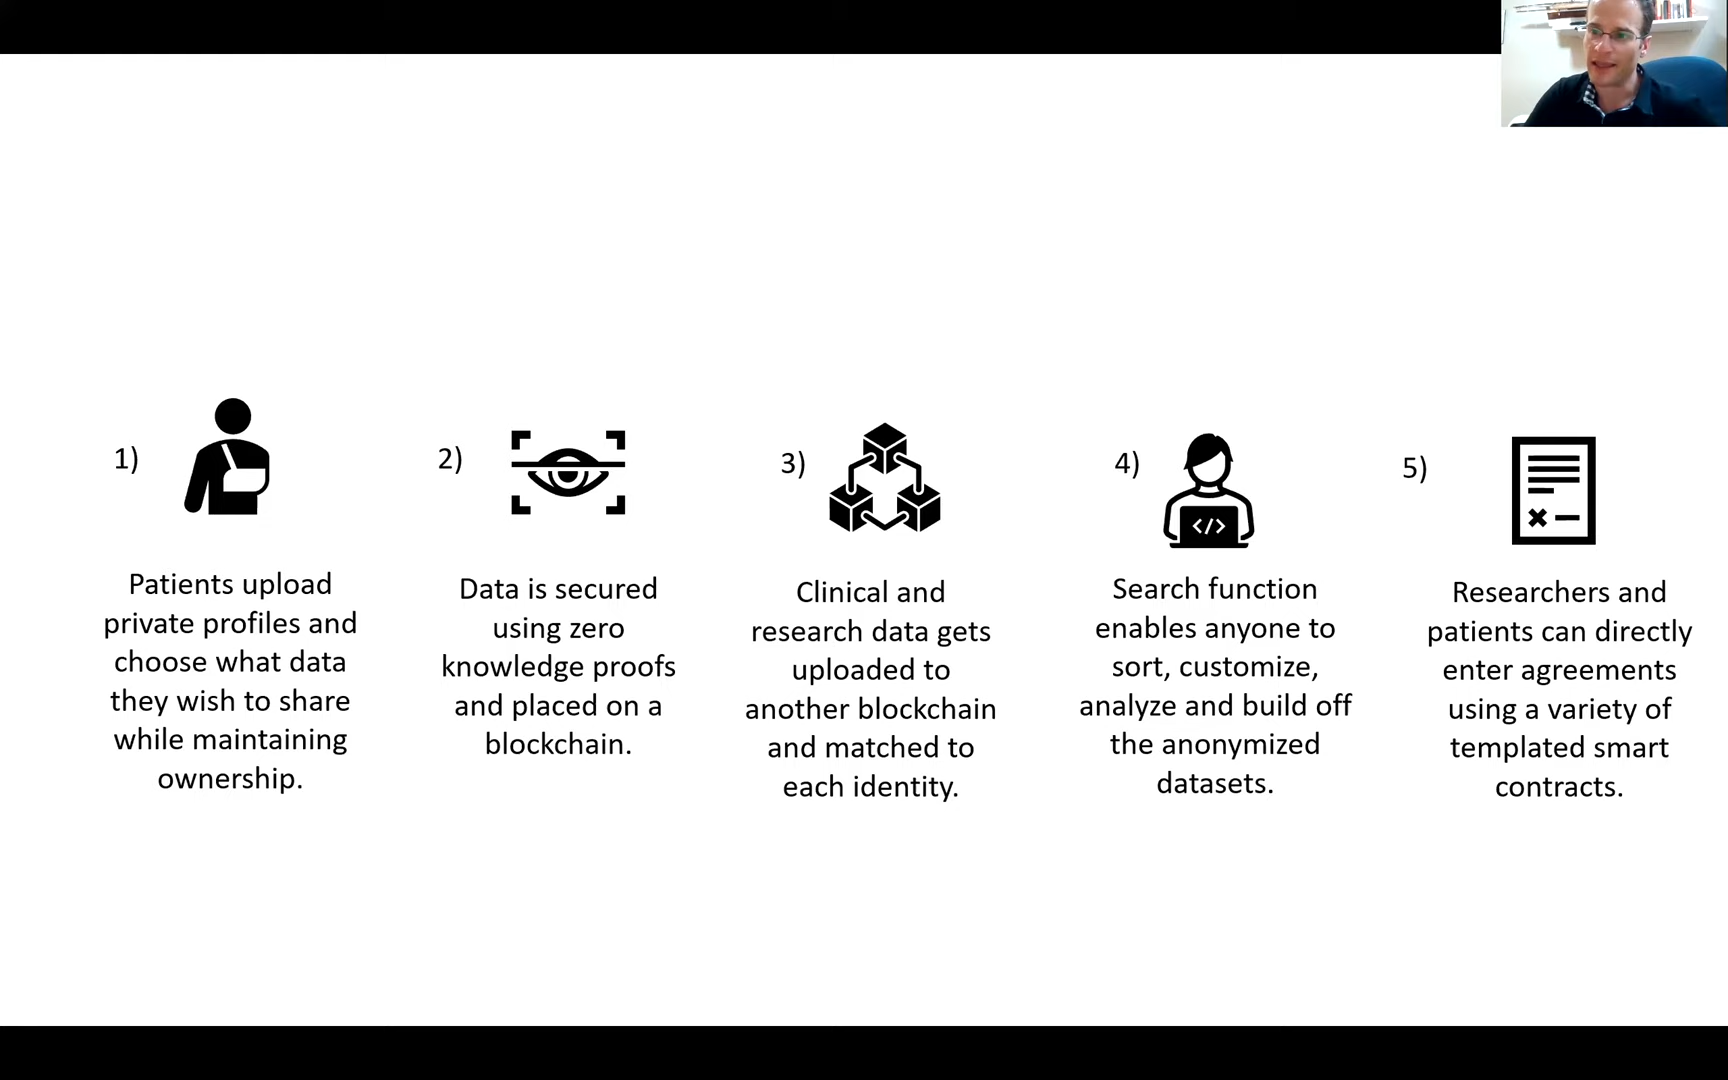 1)
Patients upload
private profiles and
choose what data
they wish to share
while maintaining
ownership.
2)
Data is secured
using zero
knowledge proofs
and placed on a
blockchain.
3)
Clinical and
research data gets
uploaded to
another blockchain
and matched to
each identity.
4)
</>
Search function
enables anyone to
sort, customize,
analyze and build off
the anonymized
datasets.
5)
Researchers and
patients can directly
enter agreements
using a variety of
templated smart
contracts.